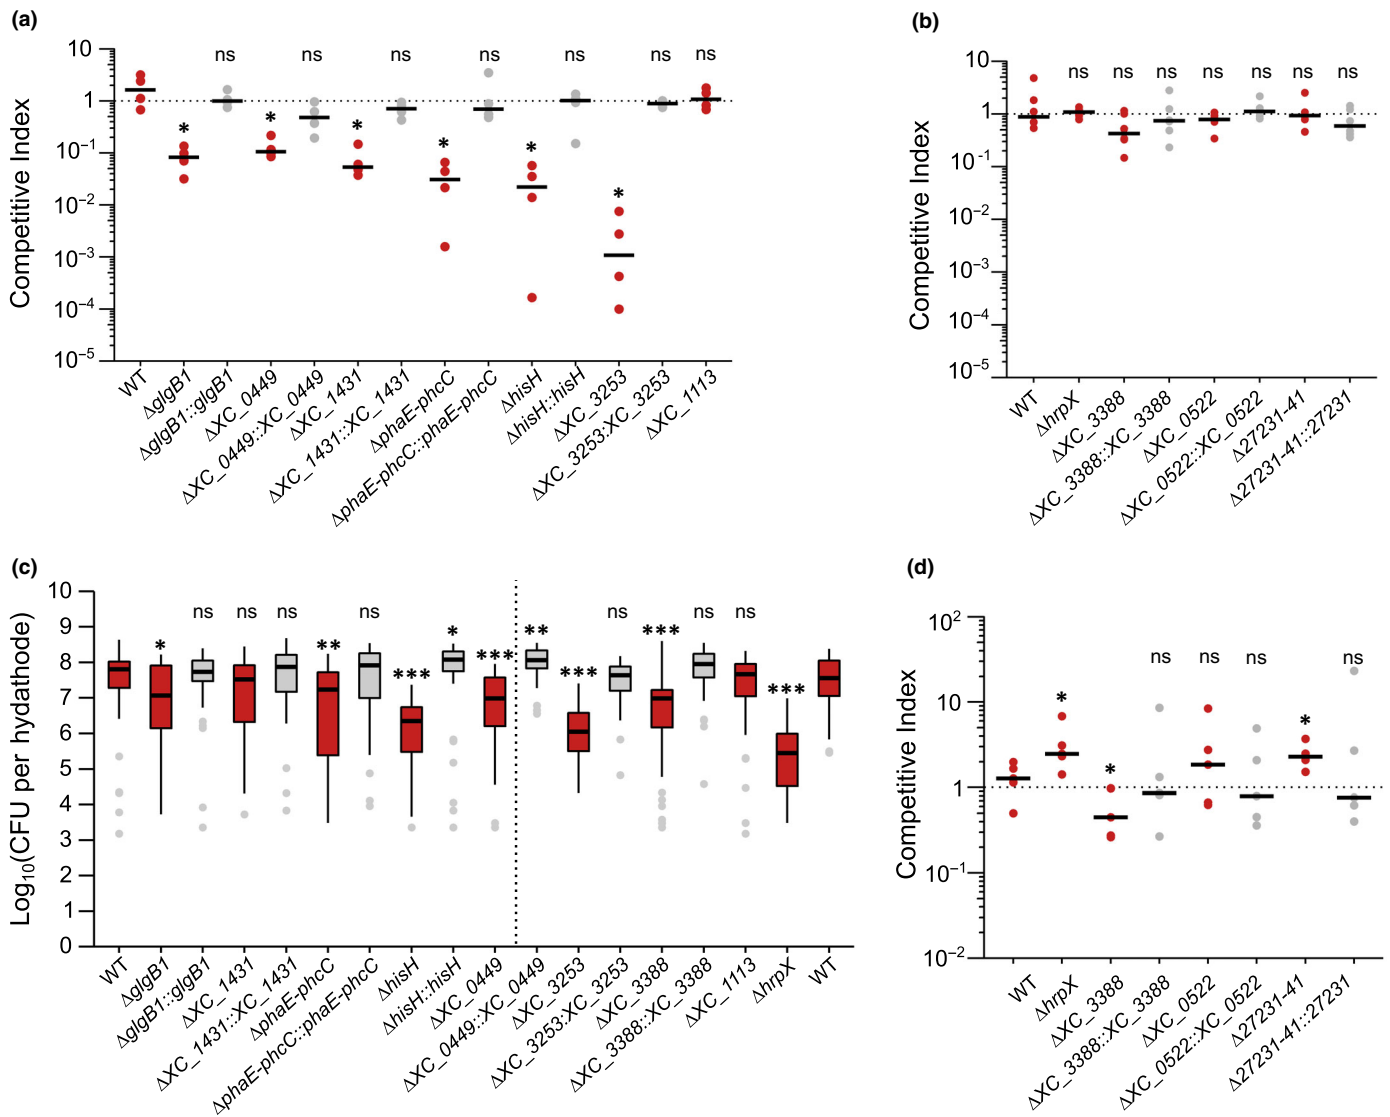 (a)
ns ns ns ns ns ns ns
10
1
10⁻¹
10⁻²
10⁻³
10⁻⁴
10⁻⁵
Competitive Index
* * * * * *
WT
ΔglgB1
ΔglgB1::glgB1
ΔXC_0449
ΔXC_0449::XC_0449
ΔXC_1431
ΔXC_1431::XC_1431
ΔphaE-phcC
ΔphaE-phcC::phaE-phcC
ΔhisH
ΔhisH::hisH
ΔXC_3253
ΔXC_3253:XC_3253
ΔXC_1113
(b)
ns ns ns ns ns ns ns
10
1
10⁻¹
10⁻²
10⁻³
10⁻⁴
10⁻⁵
Competitive Index
WT
ΔhrpX
ΔXC_3388
ΔXC_3388::XC_3388
ΔXC_0522
ΔXC_0522::XC_0522
Δ27231-41
Δ27231-41::27231
(c)
10
9
8
7
6
5
4
3
2
1
0
Log₁₀(CFU per hydathode)
* ns ns ns ** ns *** * *** ** *** ns *** ns ns ***
WT
ΔglgB1
ΔglgB1::glgB1
ΔXC_1431
ΔXC_1431::XC_1431
ΔphaE-phcC
ΔphaE-phcC::phaE-phcC
ΔhisH
ΔhisH::hisH
ΔXC_0449
ΔXC_0449::XC_0449
ΔXC_3253
ΔXC_3253:XC_3253
ΔXC_3388
ΔXC_3388::XC_3388
ΔXC_1113
ΔhrpX
WT
(d)
10²
10
1
10⁻¹
10⁻²
Competitive Index
* * ns ns ns * ns
WT
ΔhrpX
ΔXC_3388
ΔXC_3388::XC_3388
ΔXC_0522
ΔXC_0522::XC_0522
Δ27231-41
Δ27231-41::27231